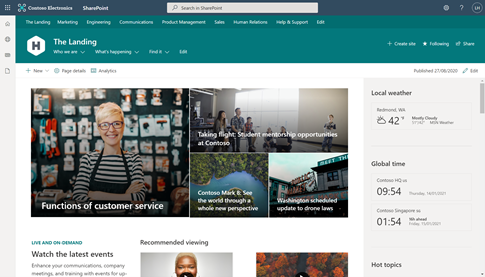 Contoso Electronics
SharePoint
Search in SharePoint
LH
The Landing Marketing Engineering Communications Product Management Sales Human Relations Help & Support Edit
H
The Landing
Who we are What's happening Find it Edit
Create site Following Share
New Page details Analytics
Published 27/08/2020 Edit
Functions of customer service
Taking flight: Student mentorship opportunities
at Contoso
Contoso Mark 8: See
the world through a
whole new perspective
Washington scheduled
update to drone laws
LIVE AND ON-DEMAND
Watch the latest events
Enhance your communications, company
meetings, and training with events for up-
Recommended viewing
Local weather
Redmond, WA
42 °F
Mostly Cloudy
MSN Weather
Global time
Contoso HQ us
09:54
Thursday, 14/01/2021
Contoso Singapore su
01:54
16h ahead
Friday, 15/01/2021
Hot topics